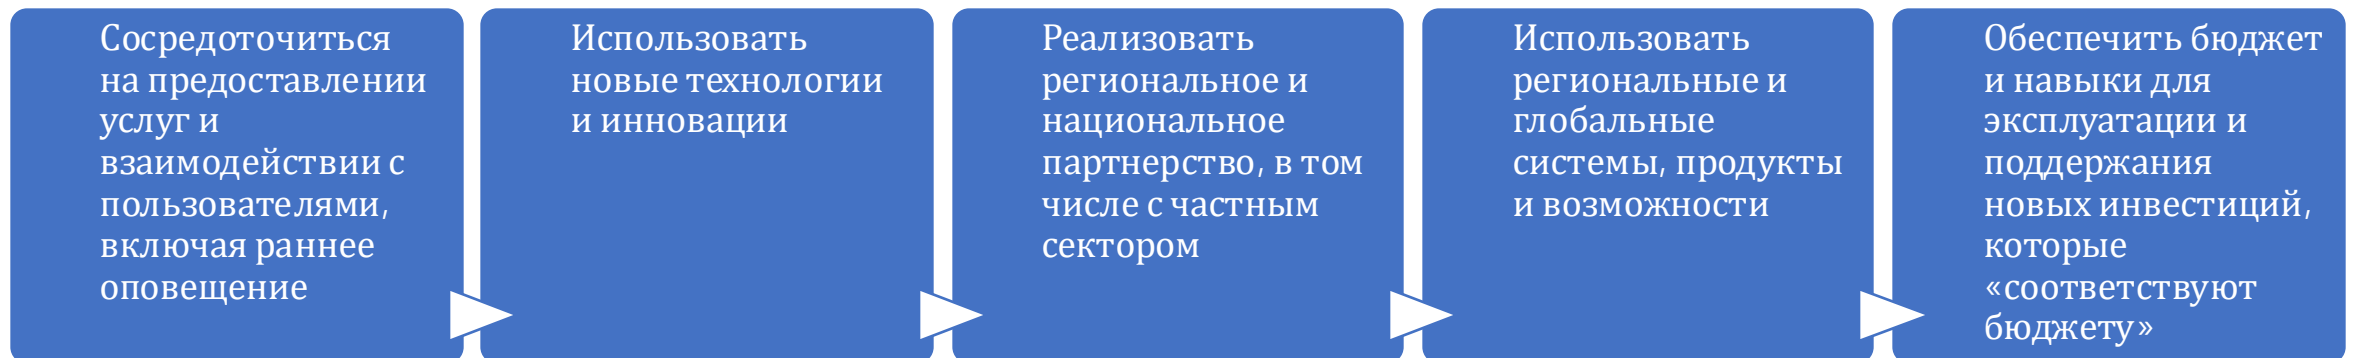 Сосредоточиться
на предоставлении
услуг и
взаимодействии с
пользователями,
включая раннее
оповещение
Использовать
новые технологии
и инновации
Реализовать
региональное и
национальное
партнерство, в том
числе с частным
сектором
Использовать
региональные и
глобальные
системы, продукты
и возможности
Обеспечить бюджет
и навыки для
эксплуатации и
поддержания
новых инвестиций,
которые
«соответствуют
бюджету»